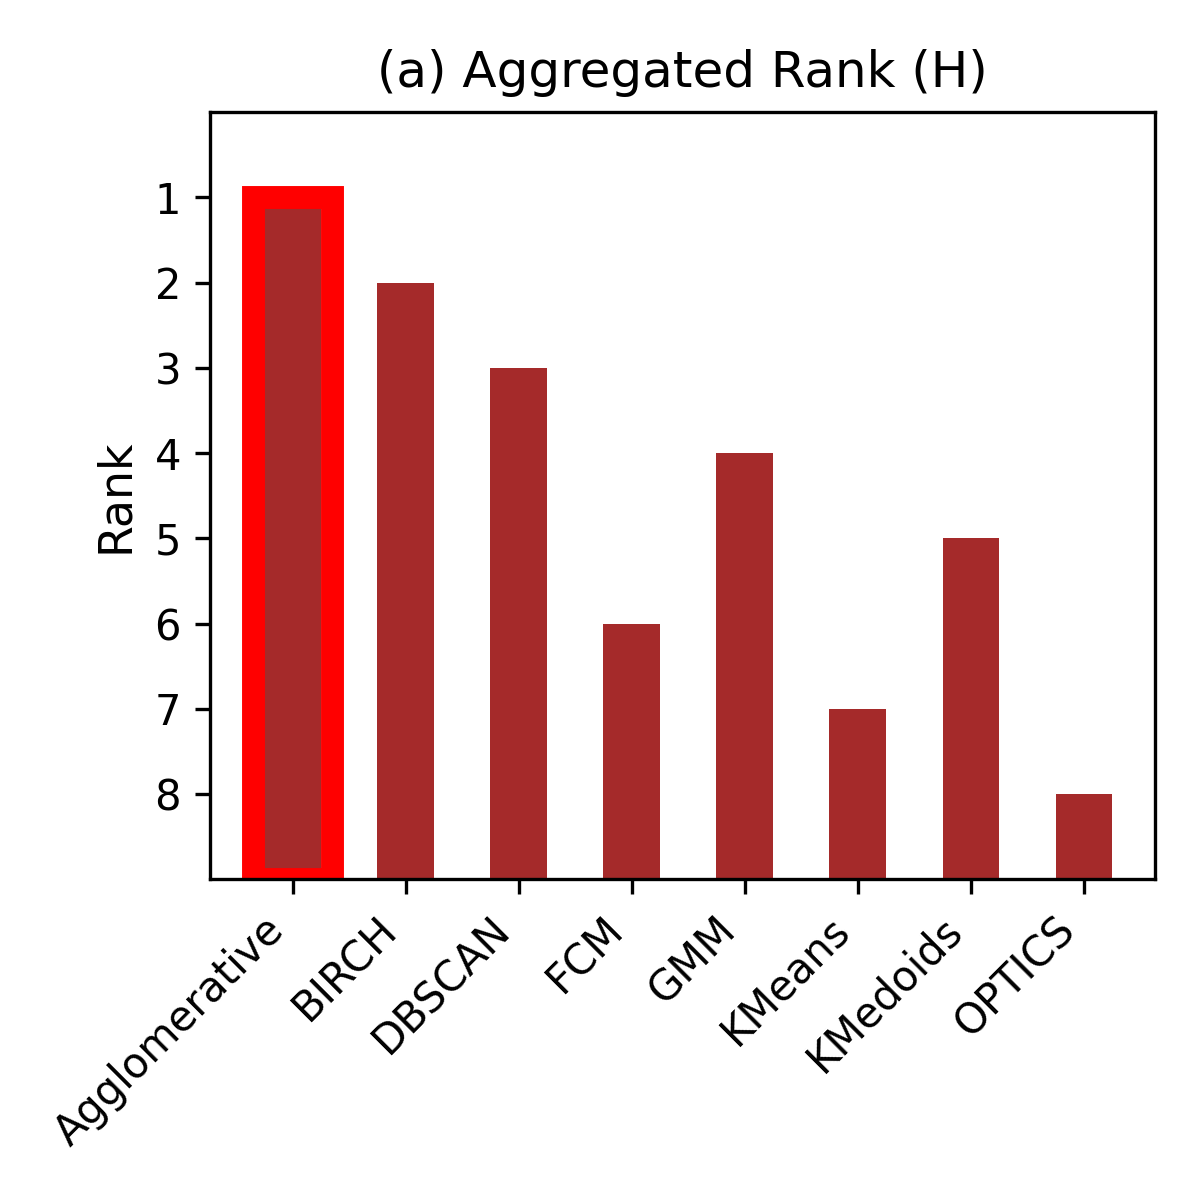 (a) Aggregated Rank (H)
Rank
1
2
3
4
5
6
7
8
Agglomerative
BIRCH
DBSCAN
FCM
GMM
KMeans
KMedoids
OPTICS